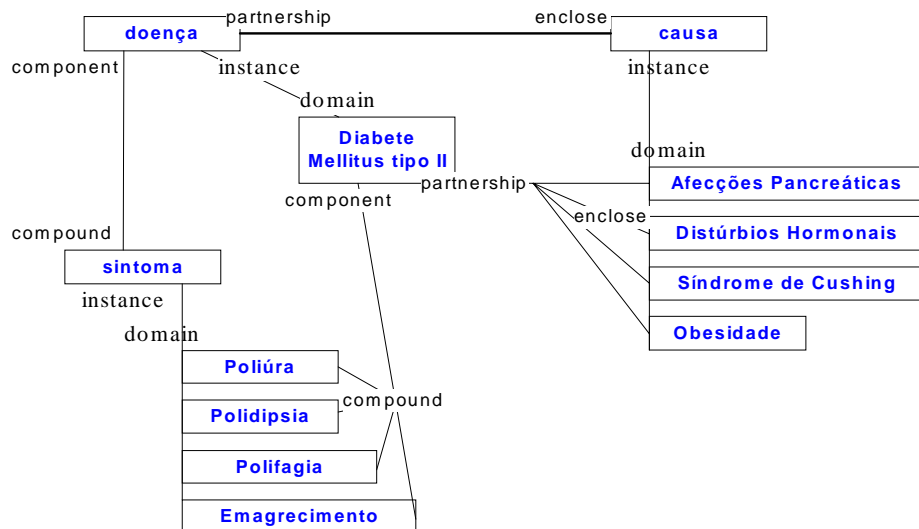 partnership
enclose
doença
causa
component
instance
instance
domain
Diabete
Mellitus tipo II
domain
partnership
Afecções Pancreáticas
component
enclose
compound
Distúrbios Hormonais
sintoma
Síndrome de Cushing
instance
domain
Obesidade
Poliúra
compound
Polidipsia
Polifagia
Emagrecimento